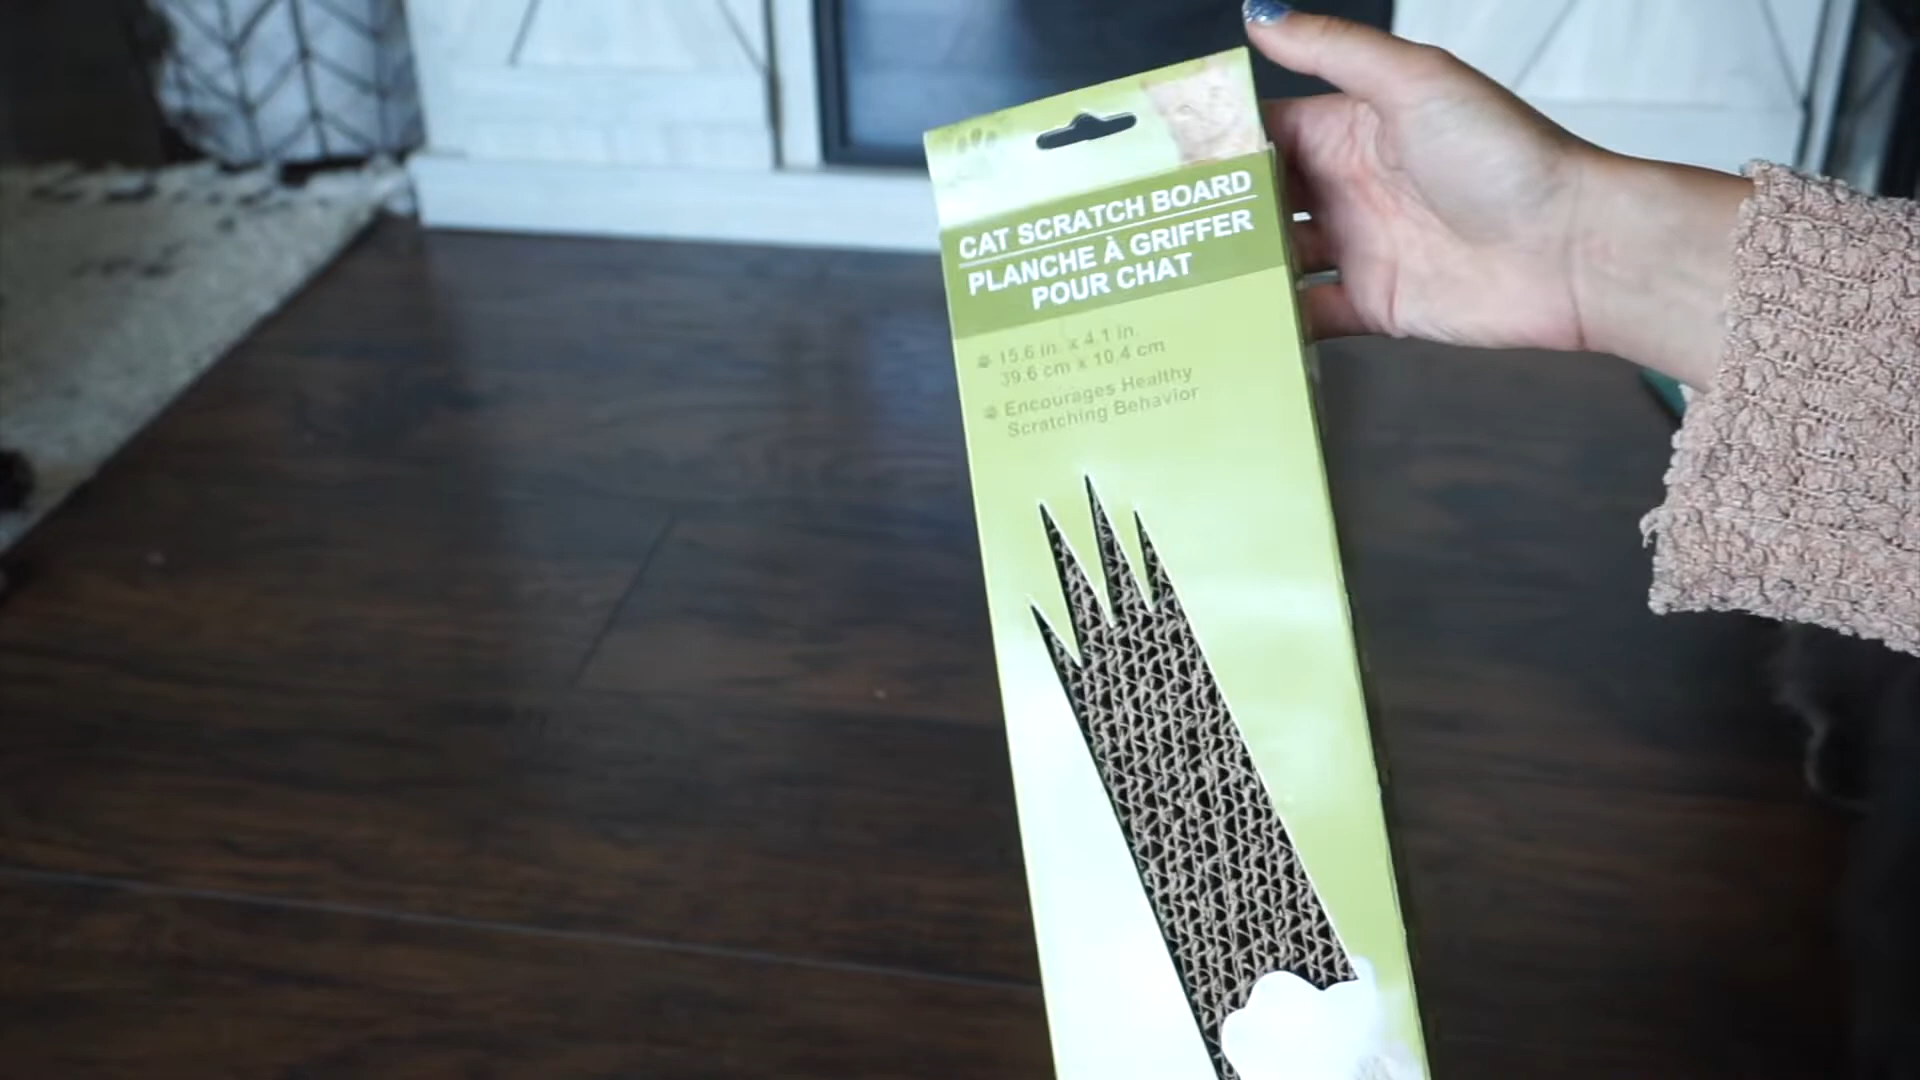 CAT SCRATCH BOARD
PLANCHE À GRIFFER
POUR CHAT
15.6 in. x 4.1 in.
39.6 cm x 10.4 cm
Encourages Healthy
Scratching Behavior